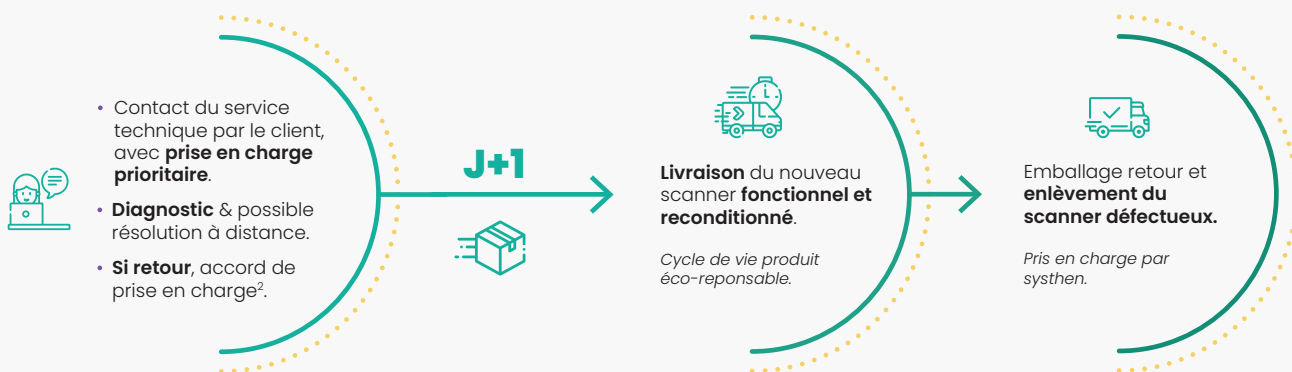 • Contact du service
technique par le client,
avec prise en charge
prioritaire.
• Diagnostic & possible
résolution à distance.
• Si retour, accord de
prise en charge².
J+1
Livraison du nouveau
scanner fonctionnel et
reconditionné.
Cycle de vie produit
éco-reponsable.
Emballage retour et
enlèvement du
scanner défectueux.
Pris en charge par
systhen.